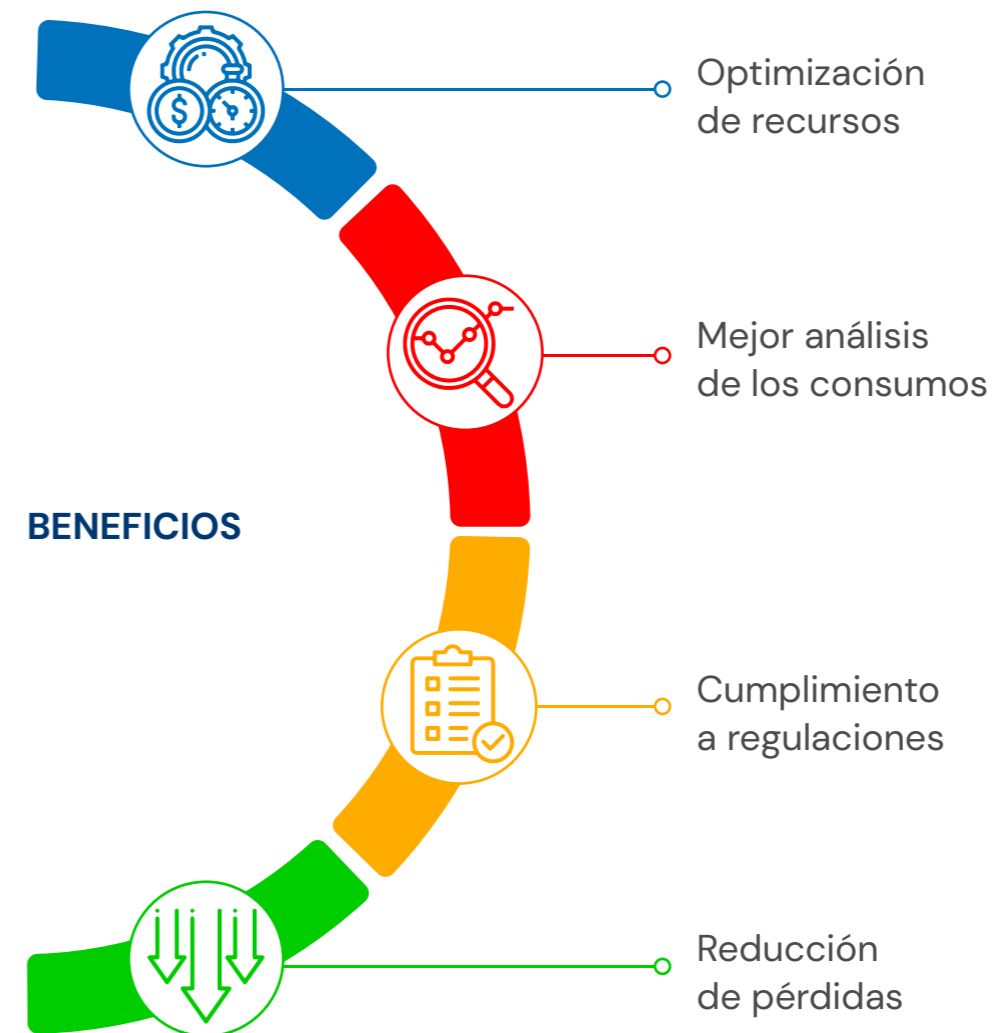 Optimización
de recursos
Mejor análisis
de los consumos
BENEFICIOS
Cumplimiento
a regulaciones
Reducción
de pérdidas
$